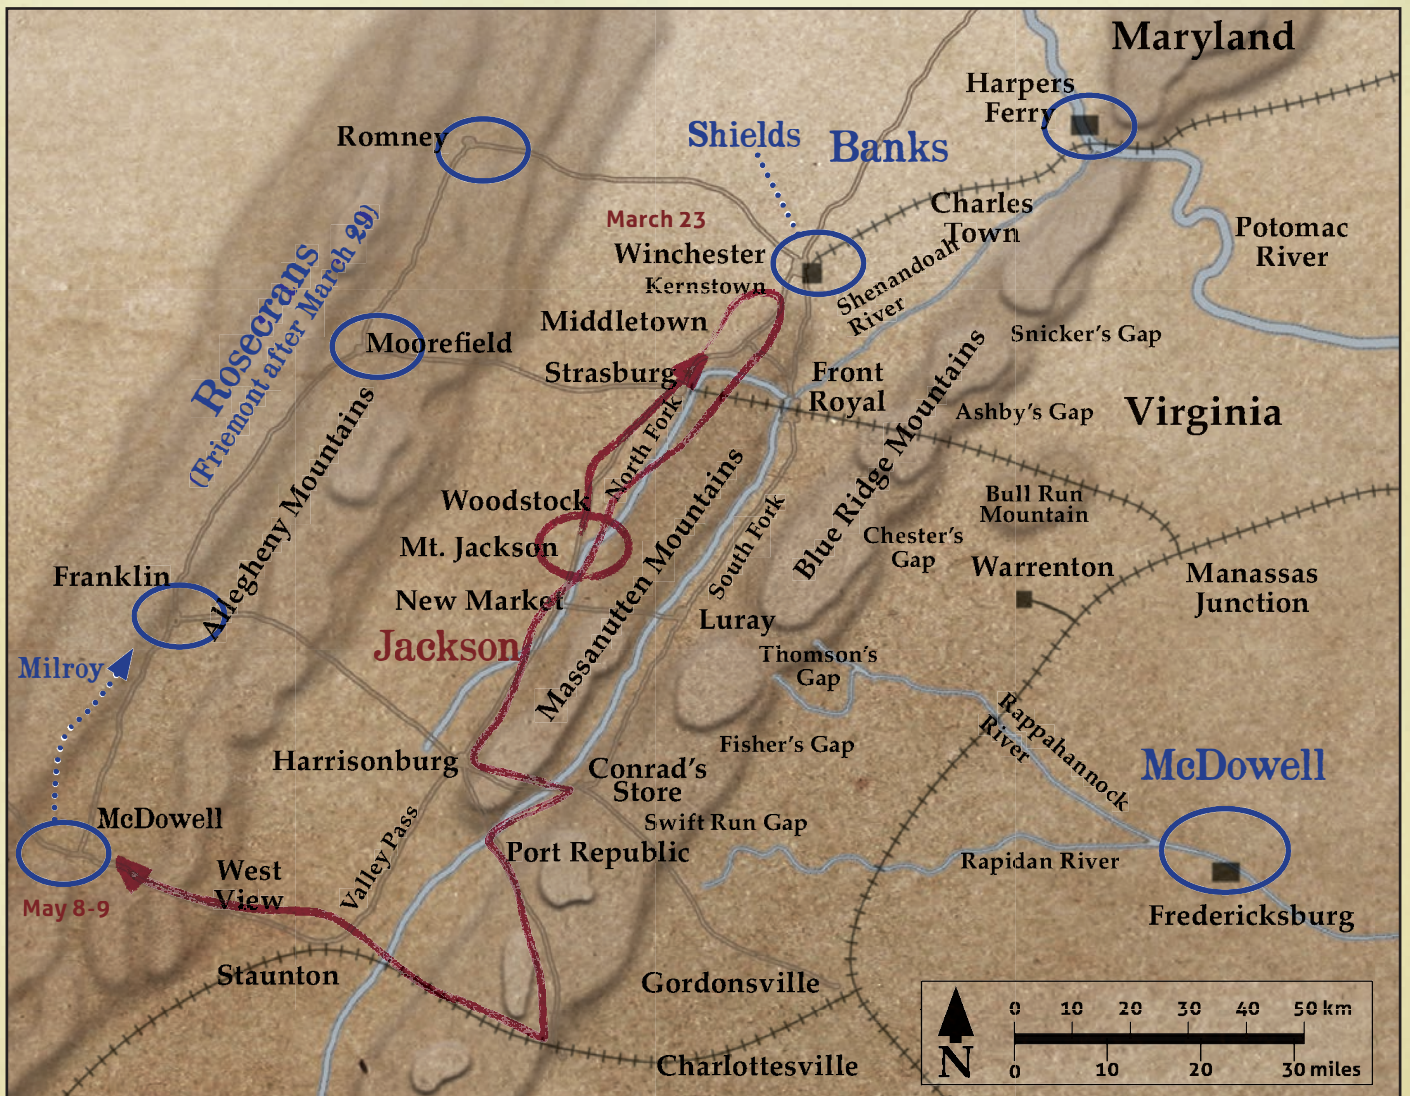 Maryland
Harpers
Ferry
Romney
Shields
Banks
Charles
Town
March 23
Winchester
Kernstown
Potomac
River
Shenandoah
River
Middletown
Snicker's Gap
Rosecrans
(Friemont after March 29)
Moorefield
Strasburg
Front
Royal
Ashby's Gap
Virginia
North Fork
Allegheny Mountains
Blue Ridge Mountains
Woodstock
Bull Run
Mountain
Mt. Jackson
Massanutten Mountains
South Fork
Chester's
Gap
Warrenton
Manassas
Junction
Franklin
New Market
Luray
Jackson
Milroy
Thomson's
Gap
Rappahannock
River
Fisher's Gap
Harrisonburg
Conrad's
Store
McDowell
McDowell
Swift Run Gap
Valley Pass
Port Republic
Rapidan River
West
View
May 8-9
Fredericksburg
Staunton
Gordonsville
Charlottesville
N
0 10 20 30 40 50 km
0 10 20 30 miles